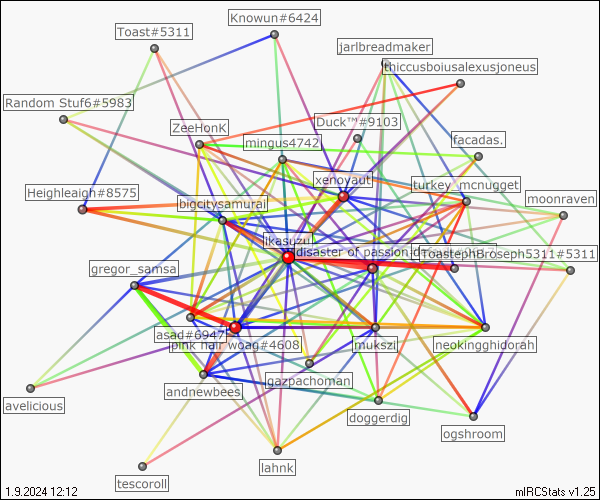 Knowun#6424
Toast#5311
jarlbreadmaker
thiccusboiusalexusjoneus
Random Stuf6#5983
Duck™#9103
ZeeHonK
mingus4742
facadas.
xenoyaut
turkey_mcnugget
Heighleaigh#8575
bigcitysamurai
moonraven
ikasuzu
disaster of passion
ToastephBroseph5311#5311
gregor_samsa
asad#6947
pink hair woag#4608
mukszi
neokingghidorah
gazpachoman
andnewbees
avelicious
doggerdig
ogshroom
lahnk
tescoroll
1.9.2024 12:12
mIRCStats v1.25